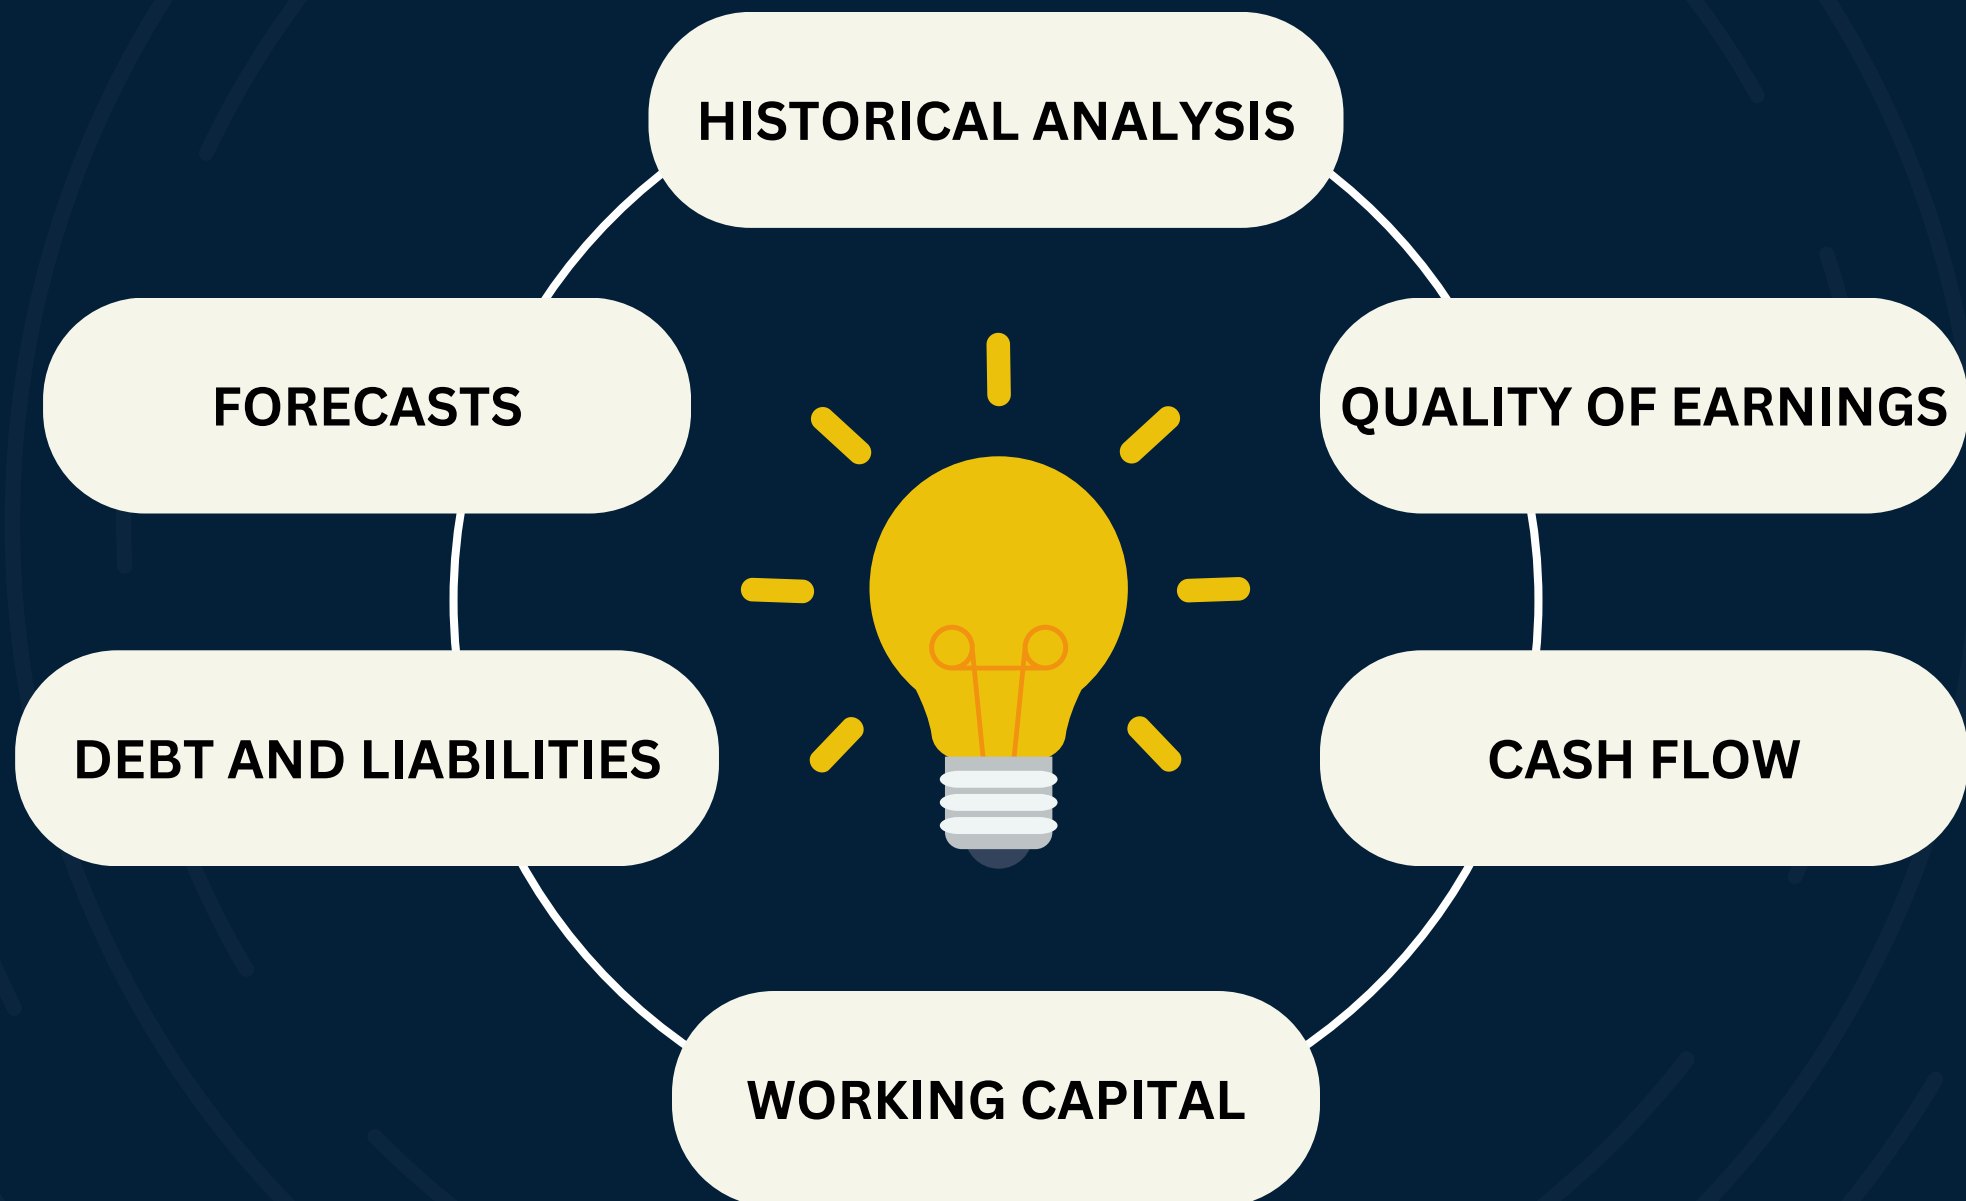 HISTORICAL ANALYSIS
FORECASTS
QUALITY OF EARNINGS
DEBT AND LIABILITIES
CASH FLOW
WORKING CAPITAL